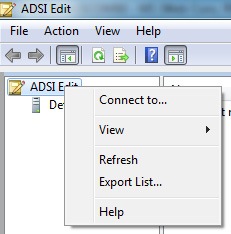 ADSI Edit
File Action View Help
ADSI Edit
Connect to...
View
Refresh
Export List...
Help